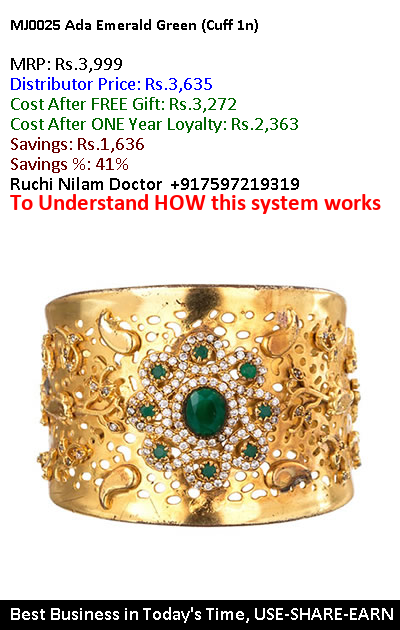 MJ0025 Ada Emerald Green (Cuff 1n)
MRP: Rs.3,999
Distributor Price: Rs.3,635
Cost After FREE Gift: Rs.3,272
Cost After ONE Year Loyalty: Rs.2,363
Savings: Rs.1,636
Savings %: 41%
Ruchi Nilam Doctor +917597219319
To Understand HOW this system works
Best Business in Today's Time, USE-SHARE-EARN